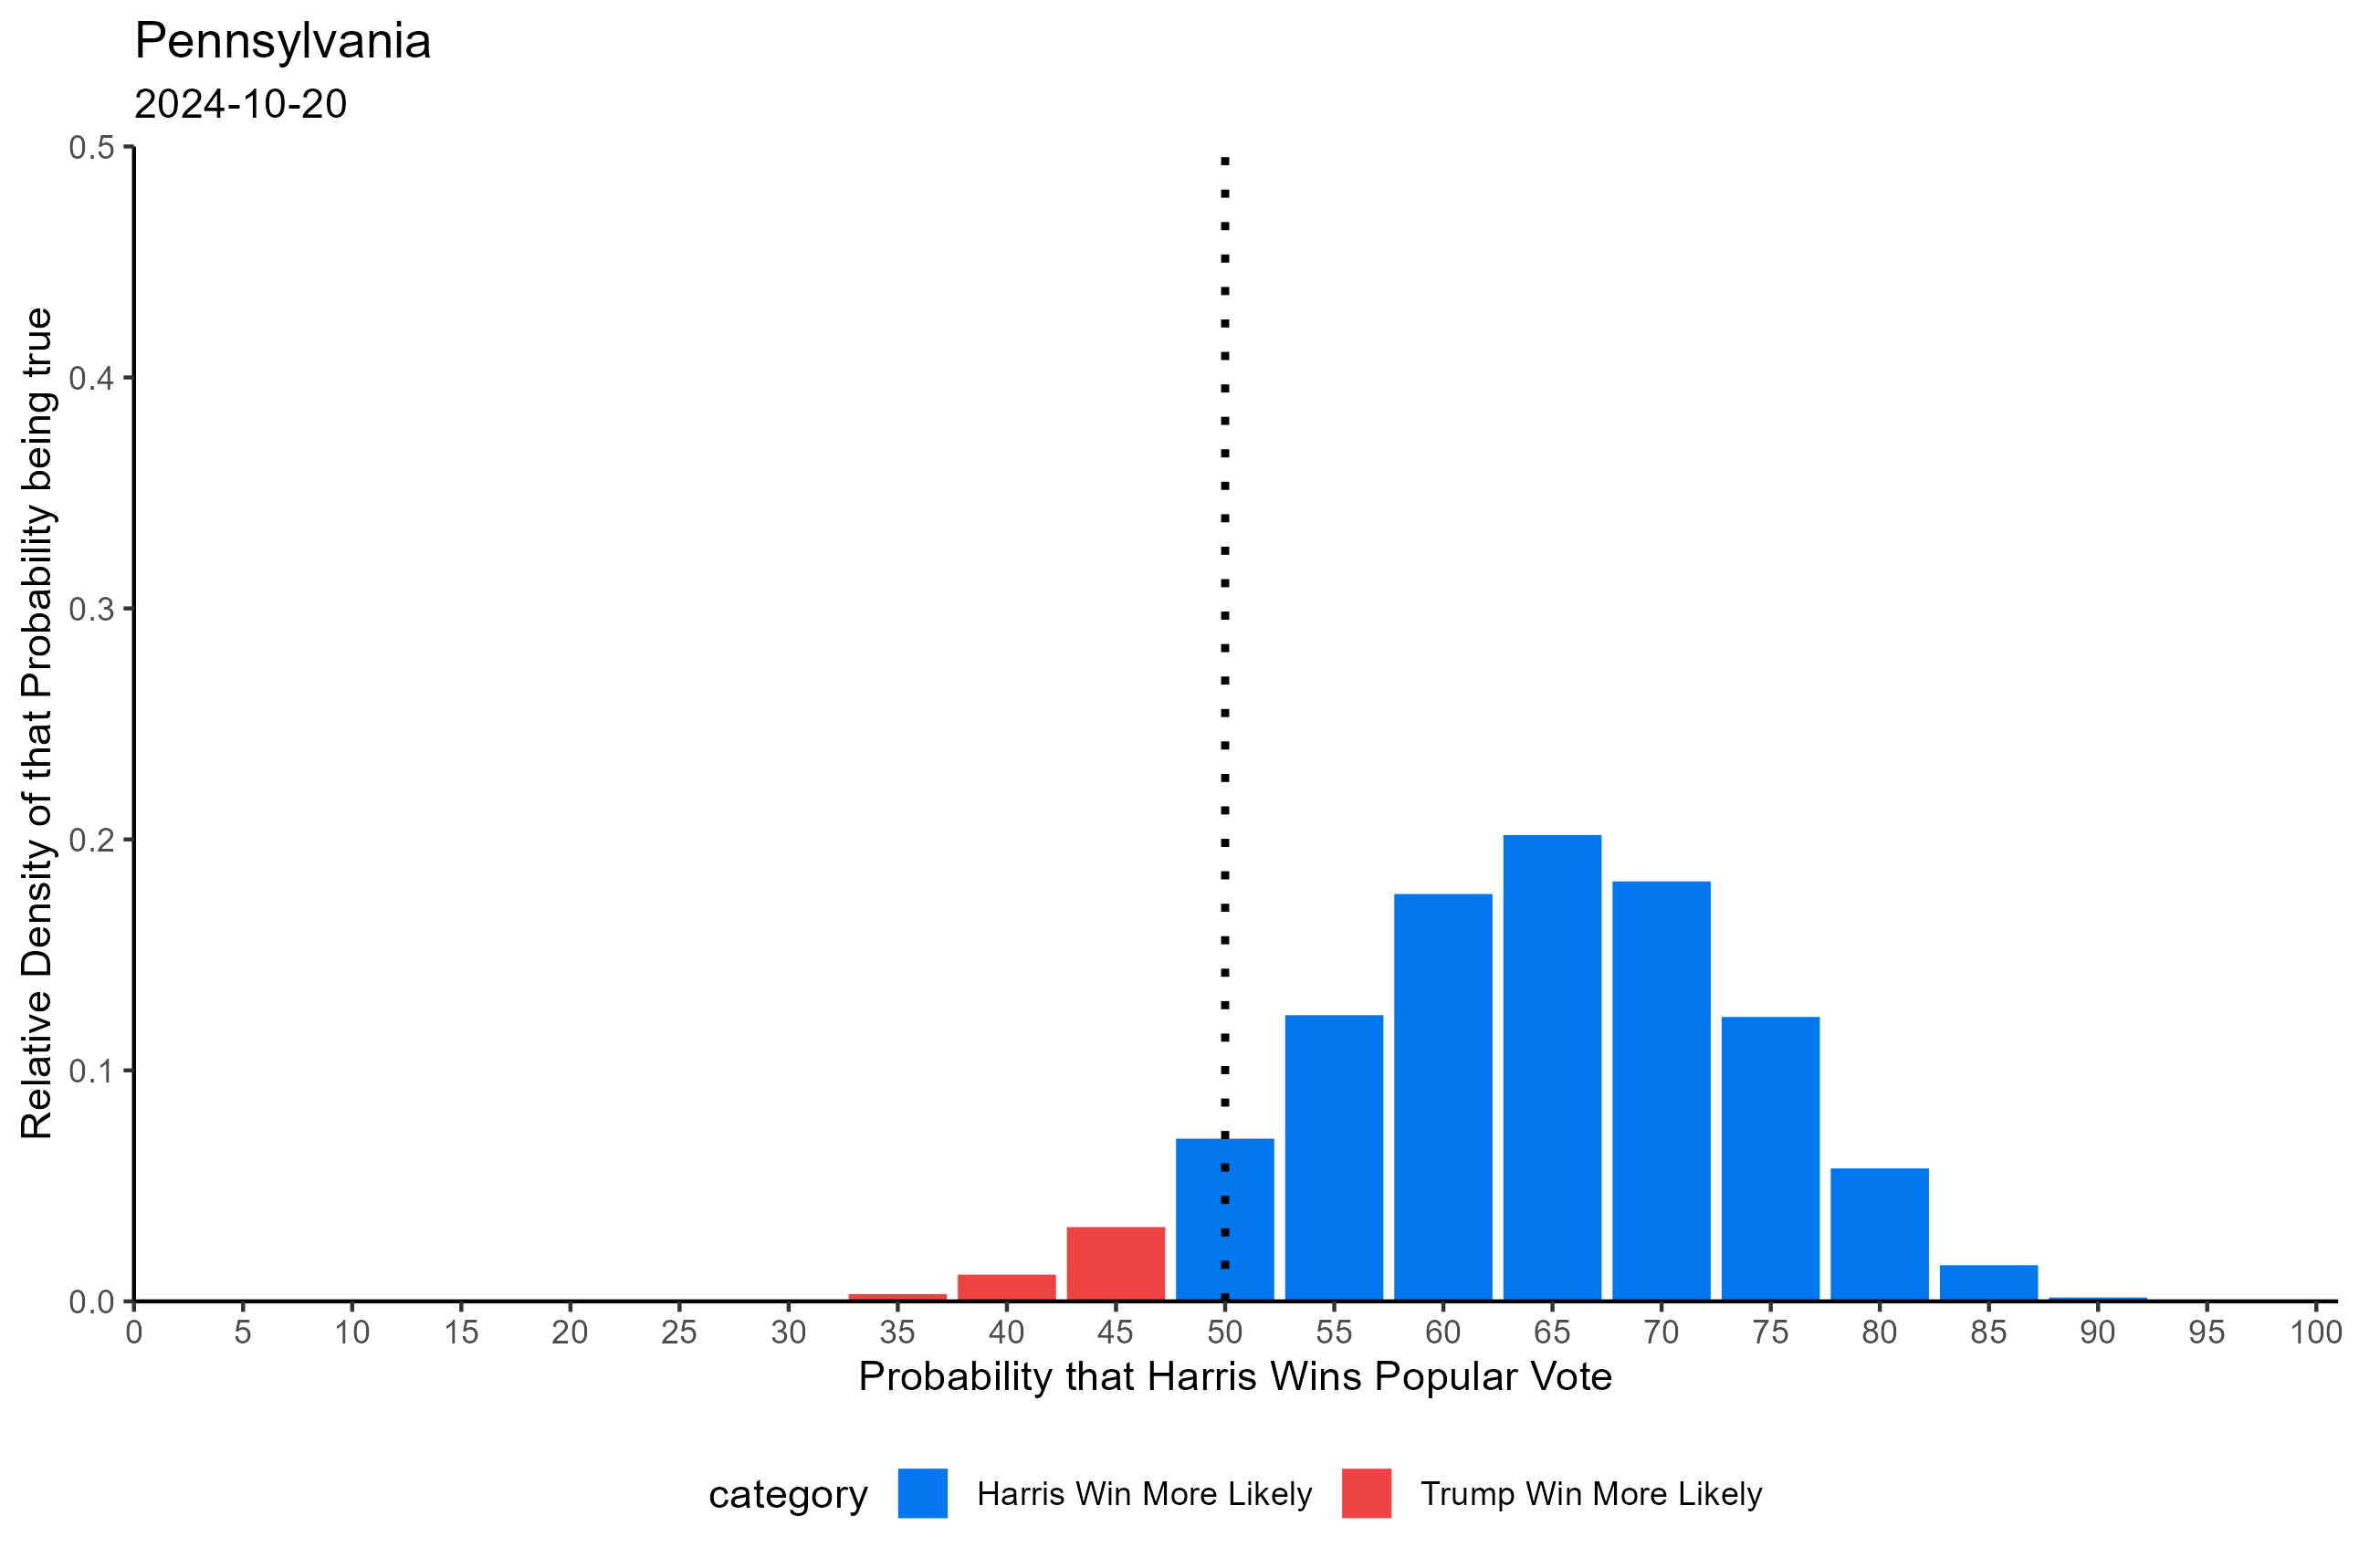 Pennsylvania
2024-10-20
Relative Density of that Probability being true
0.5
0.4
0.3
0.2
0.1
0.0
0 5 10 15 20 25 30 35 40 45 50 55 60 65 70 75 80 85 90 95 100
Probability that Harris Wins Popular Vote
category Harris Win More Likely Trump Win More Likely